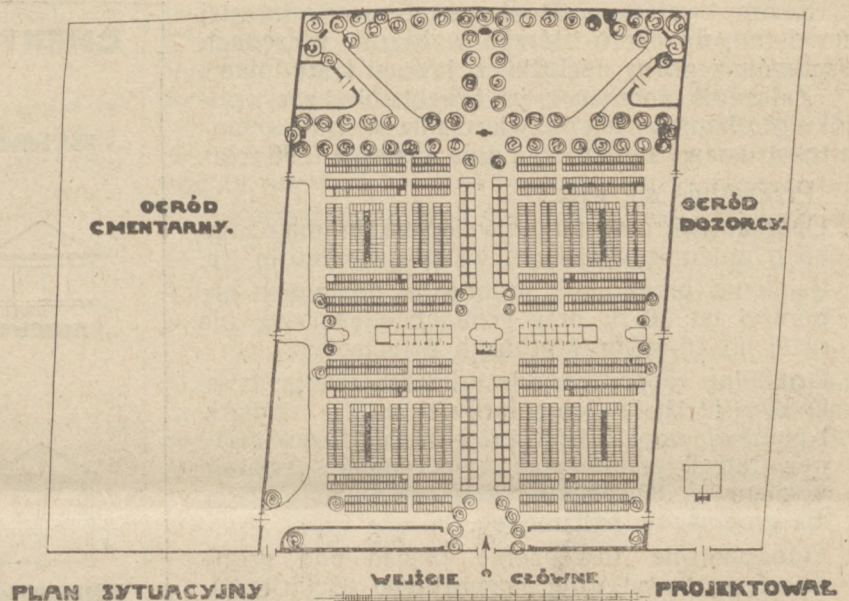 OGRÓD
CMENTARNY.
OGRÓD
DOZORCY.
WEJŚCIE GŁÓWNE
PLAN SYTUACYJNY
PROJEKTOWAŁ